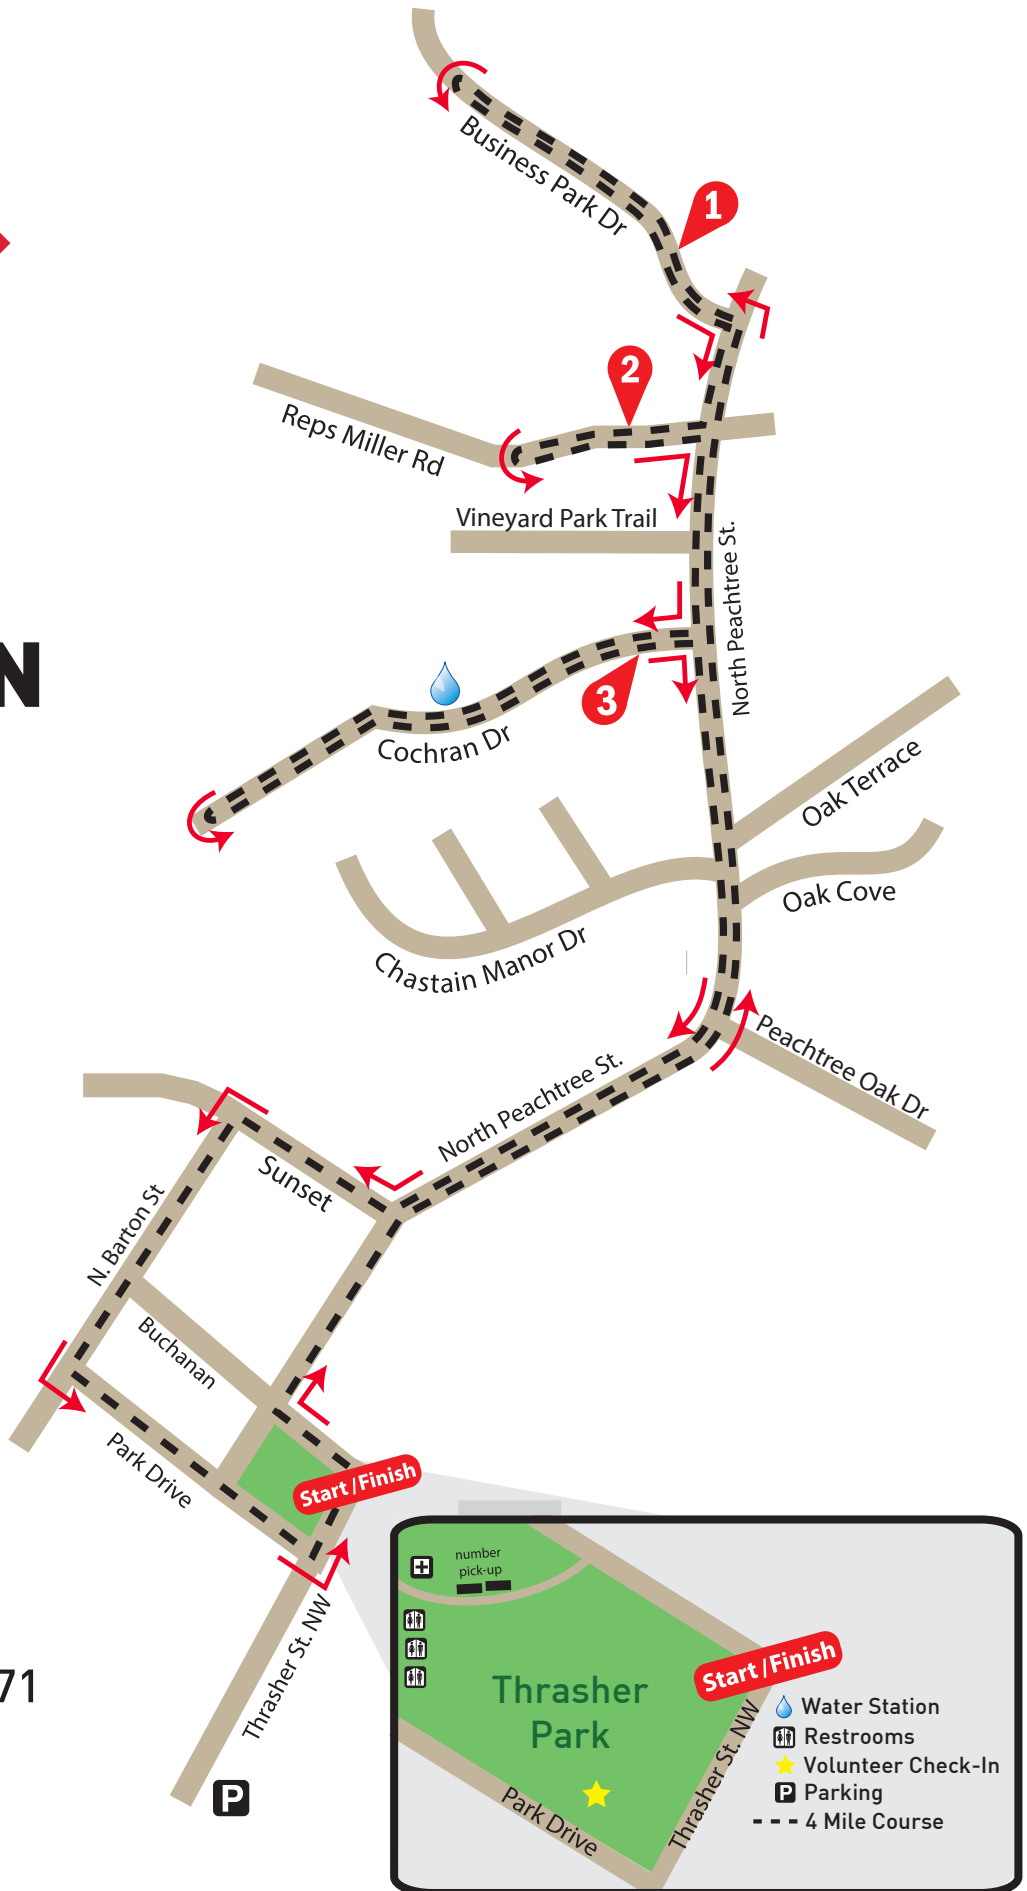 Business Park Dr
1
2
Reps Miller Rd
Vineyard Park Trail
North Peachtree St.
N
3
Cochran Dr
Oak Terrace
Oak Cove
Chastain Manor Dr
Peachtree Oak Dr
North Peachtree St.
Sunset
N. Barton St
Buchanan
Park Drive
Start/Finish
Thrasher St. NW
71
P
number
pick-up
Start/Finish
Thrasher
Park
Thrasher St. NW
Park Drive
Water Station
Restrooms
Volunteer Check-In
P Parking
4 Mile Course